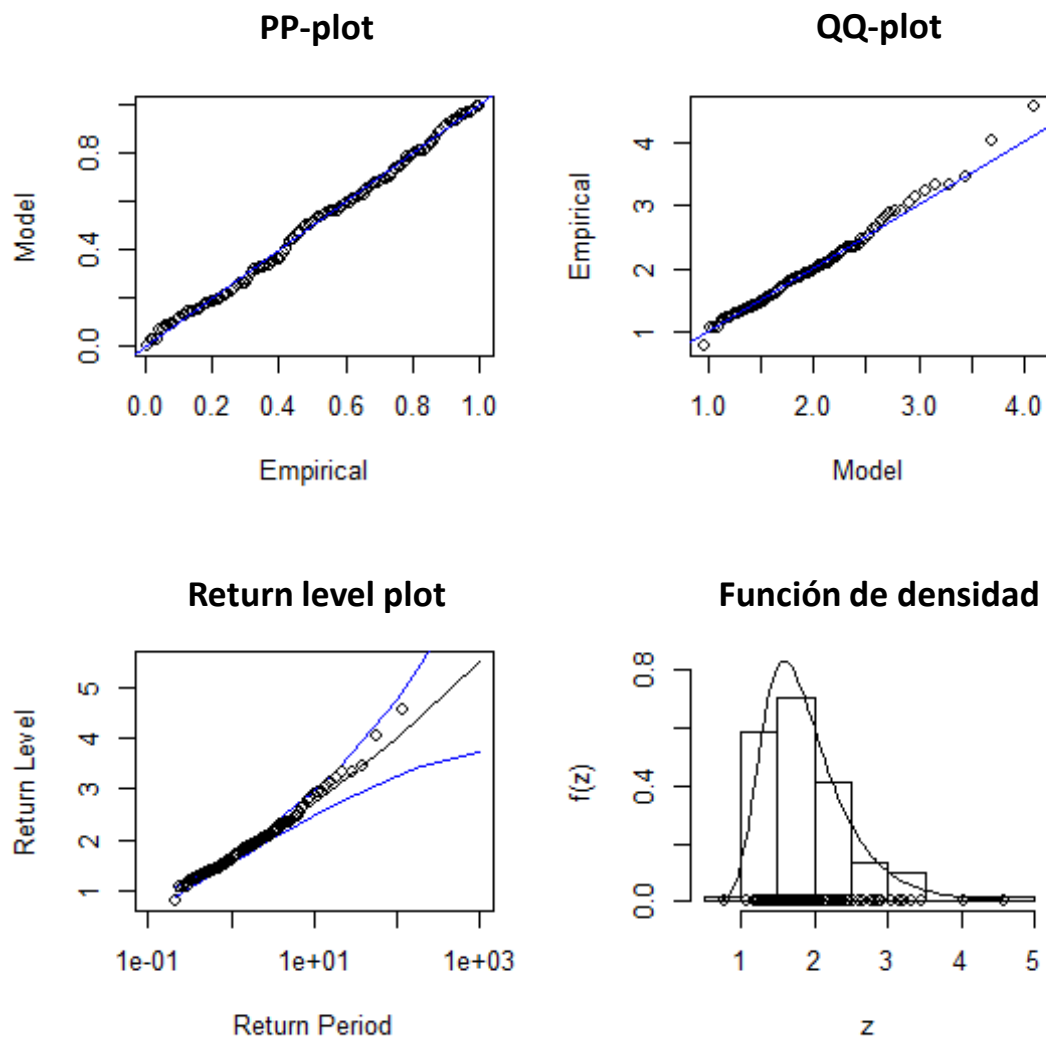 PP-plot
QQ-plot
Model
0.0 0.4 0.8
0.0 0.2 0.4 0.6 0.8 1.0
Empirical
Empirical
1 2 3 4
1.0 2.0 3.0 4.0
Model
Return level plot
Función de densidad
Return Level
1 2 3 4 5
1e-01 1e+01 1e+03
Return Period
f(z)
0.0 0.4 0.8
1 2 3 4 5
z